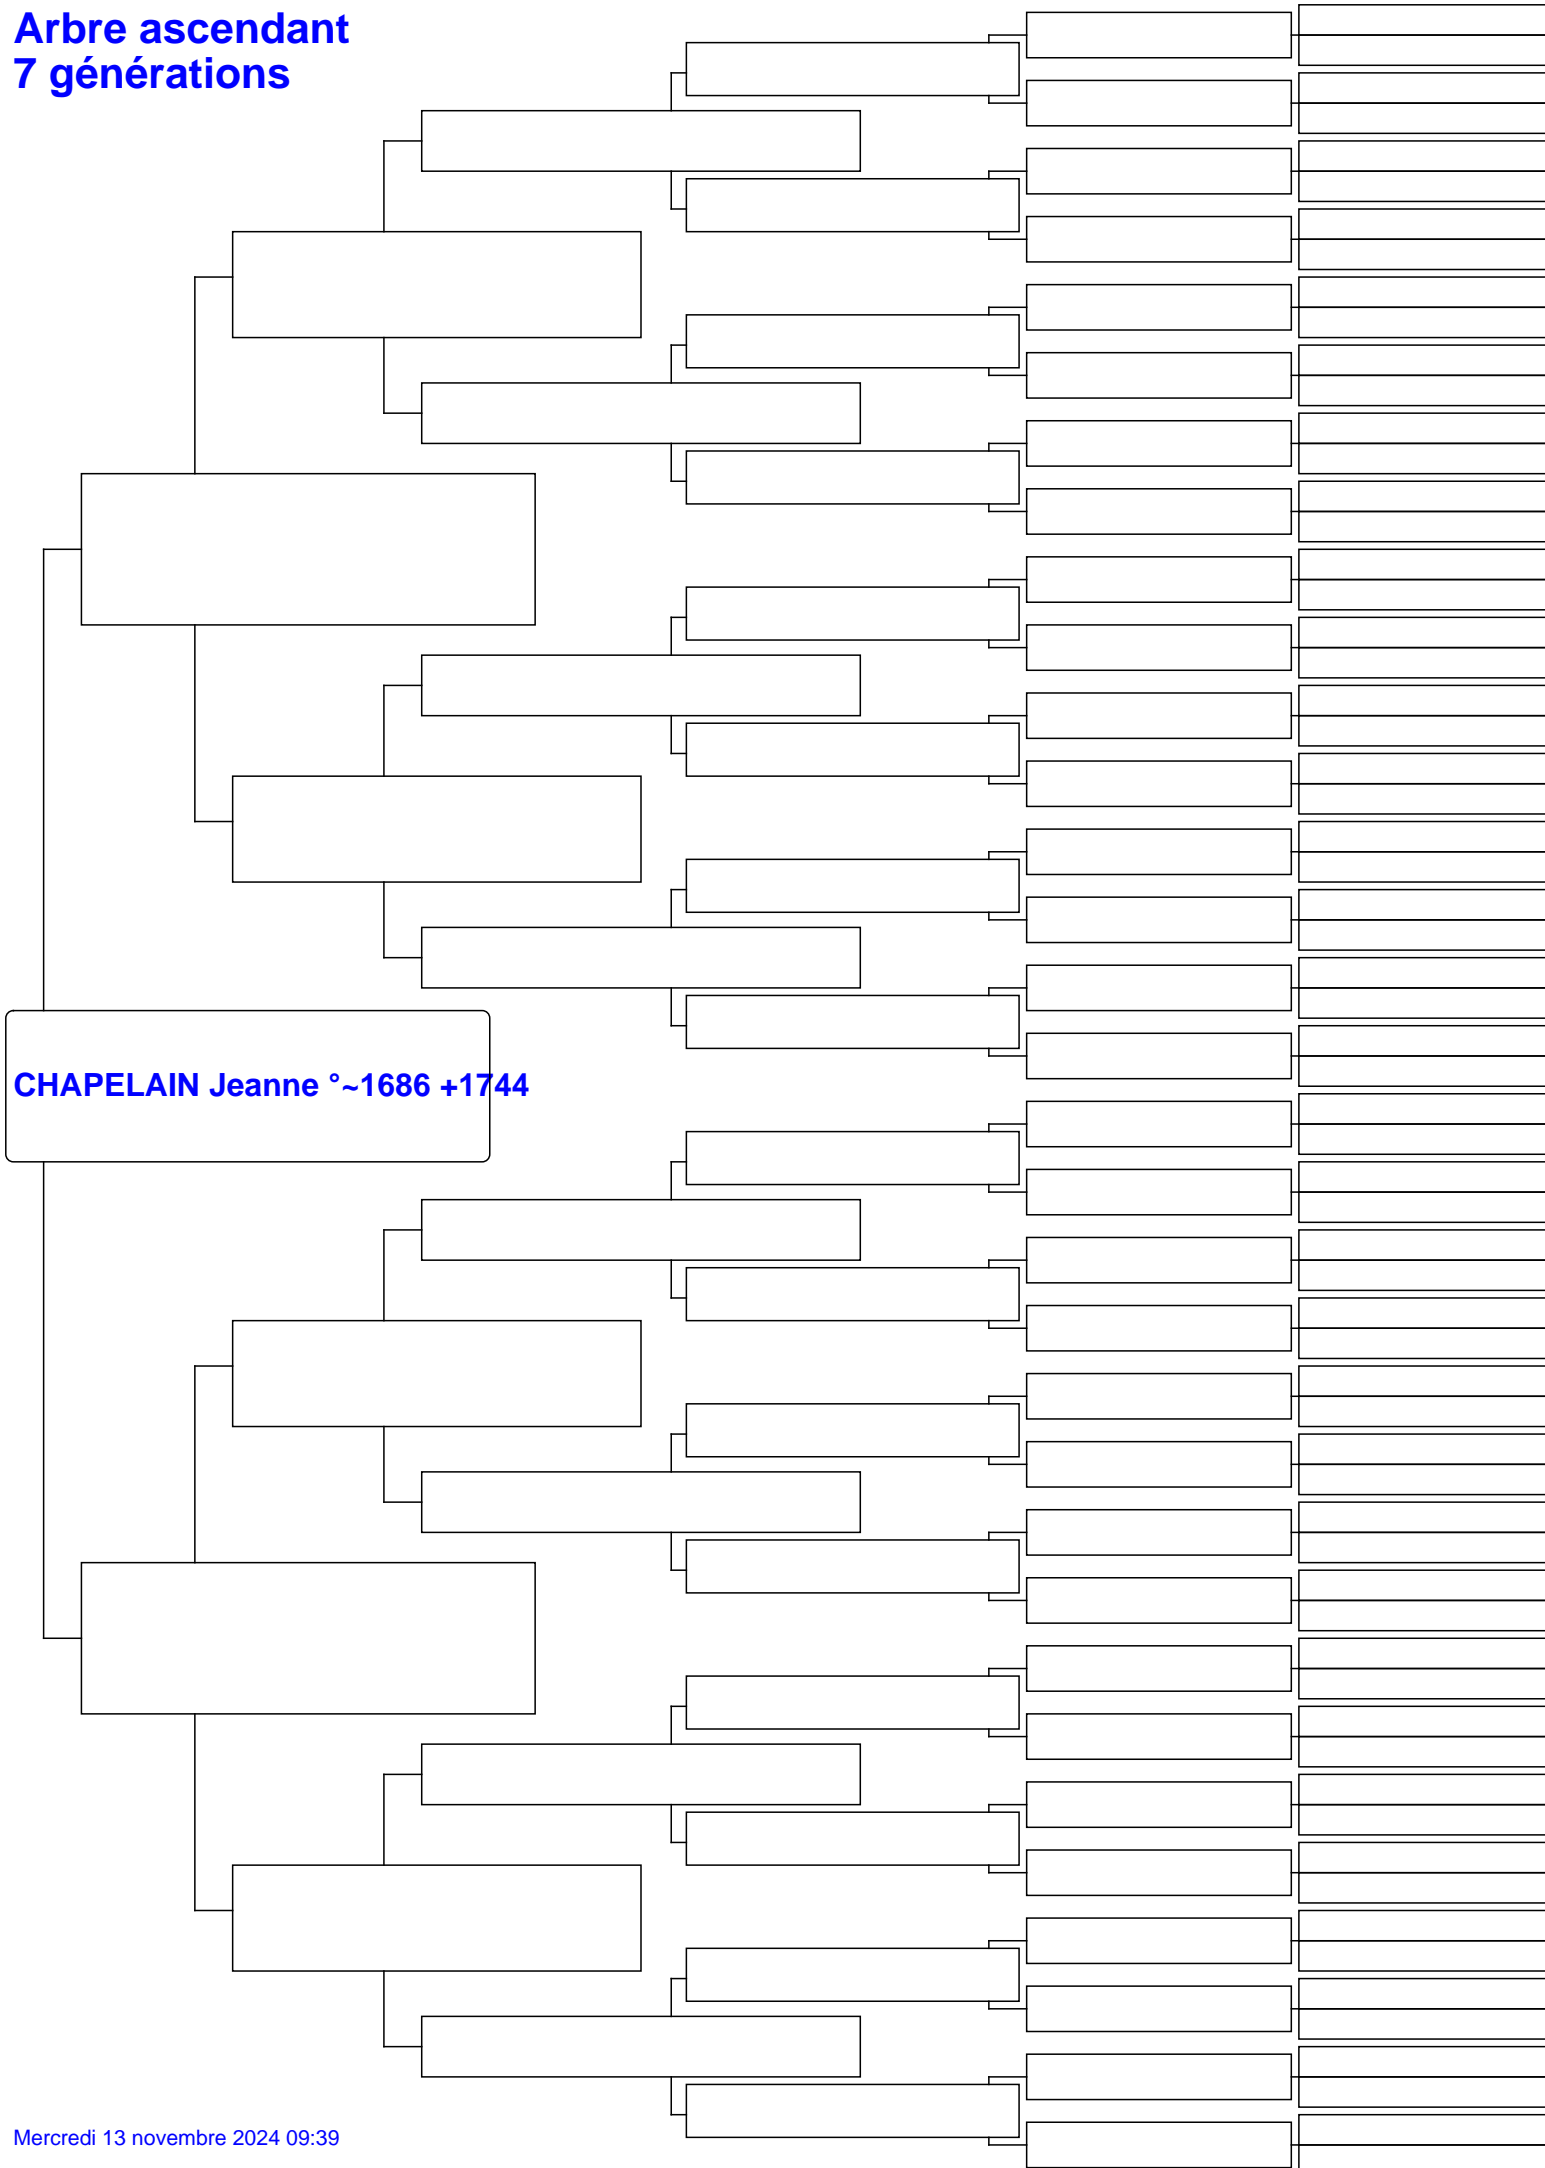 Arbre ascendant
7 générations
CHAPELAIN Jeanne °~1686 +1744
Mercredi 13 novembre 2024 09:39